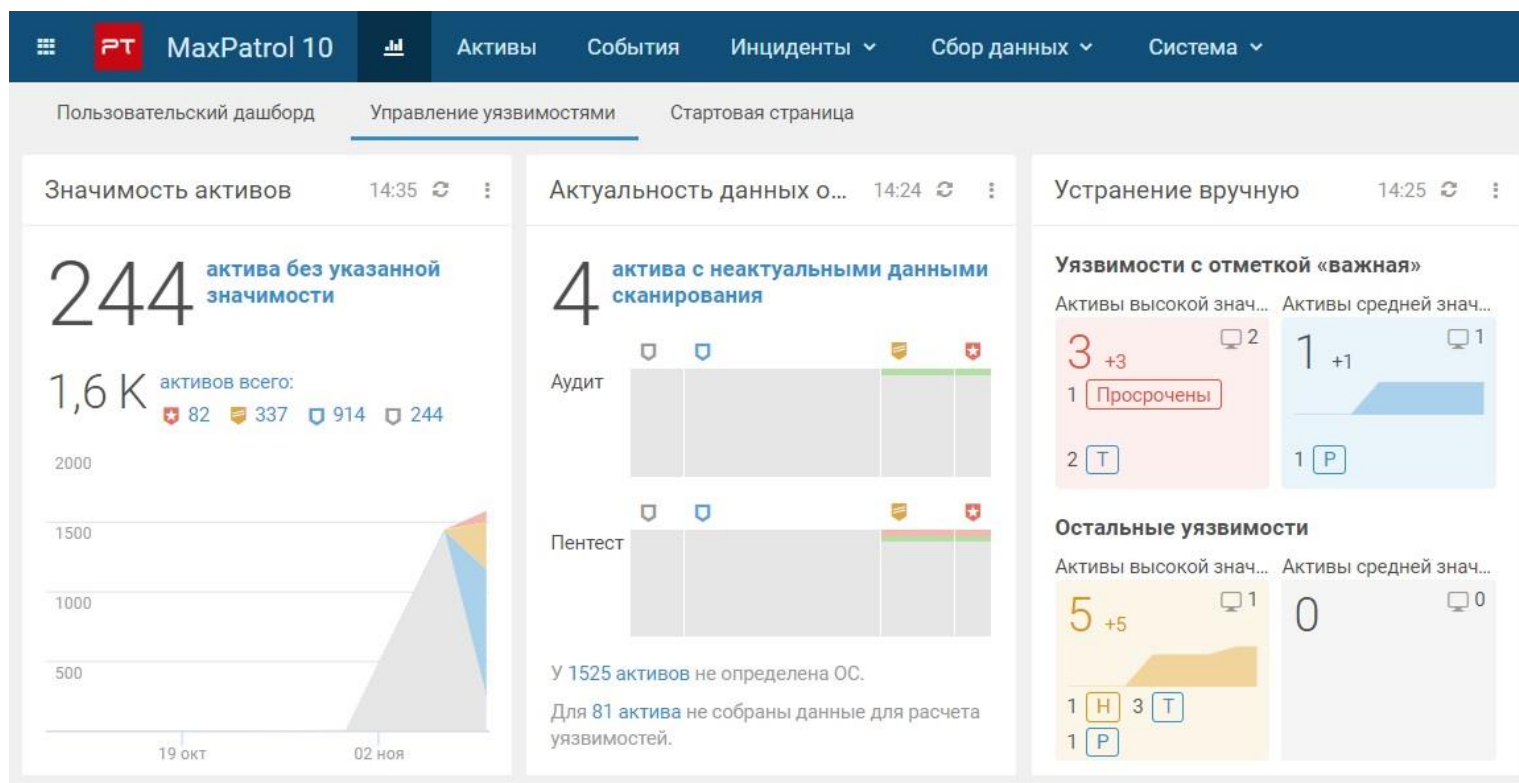 PT MaxPatrol 10 Активы События Инциденты Сбор данных Система
Пользовательский дашборд Управление уязвимостями Стартовая страница
Значимость активов 14:35
244 актива без указанной
значимости
1,6 K активов всего:
82 337 914 244
2000
1500
1000
500
19 окт 02 ноя
Актуальность данных о... 14:24
4 актива с неактуальными данными
сканирования
Аудит
Пентест
У 1525 активов не определена ОС.
Для 81 актива не собраны данные для расчета
уязвимостей.
Устранение вручную 14:25
Уязвимости с отметкой «важная»
Активы высокой знач... Активы средней знач...
3 +3 2
1 Просрочены
2 Т
1 +1 1
1 Р
Остальные уязвимости
Активы высокой знач... Активы средней знач...
5 +5 1
1 Н 3 Т
1 Р
0 0